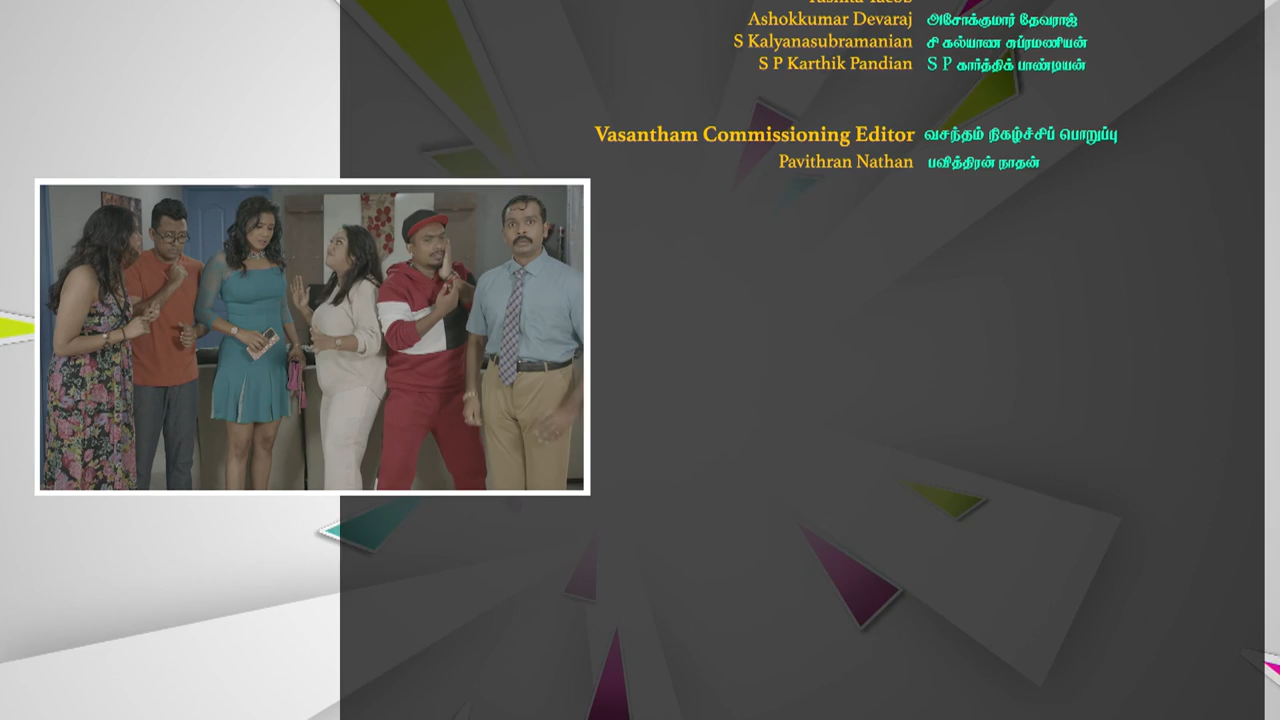 Ashokkumar Devaraj அசோக்குமார் தேவராஜ்
S Kalyanasubramanian சி கல்யாண சுப்ரமணியன்
S P Karthik Pandian S P கார்த்திக் பாண்டியன்
Vasantham Commissioning Editor வசந்தம் நிகழ்ச்சிப் பொறுப்பு
Pavithran Nathan பவித்திரன் நாதன்